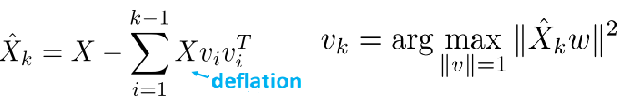 \hat{X}_k = X - \sum_{i=1}^{k-1} X v_i v_i^T
deflation
v_k = \arg\max_{\|v\|=1} \|\hat{X}_k w\|^2